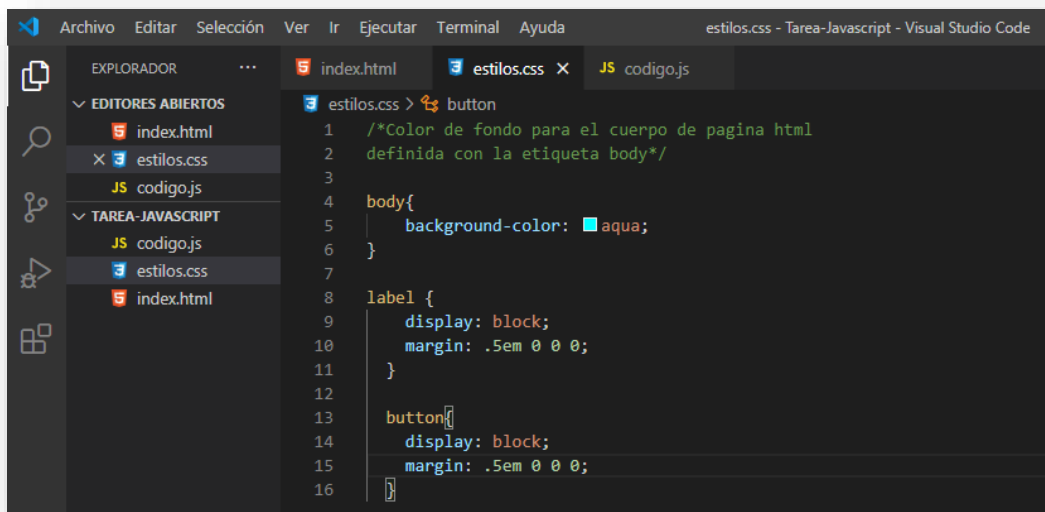 Archivo Editar Selección Ver Ir Ejecutar Terminal Ayuda estilos.css - Tarea-Javascript - Visual Studio Code
EXPLORADOR ...
index.html estilos.css JS codigo.js
EDITORES ABIERTOS
index.html
estilos.css
JS codigo.js
TAREA-JAVASCRIPT
JS codigo.js
estilos.css
index.html
estilos.css > button
1 /*Color de fondo para el cuerpo de pagina html
2 definida con la etiqueta body*/
3
4 body{
5 background-color: aqua;
6 }
7
8 label {
9 display: block;
10 margin: .5em 0 0 0;
11 }
12
13 button{
14 display: block;
15 margin: .5em 0 0 0;
16 }